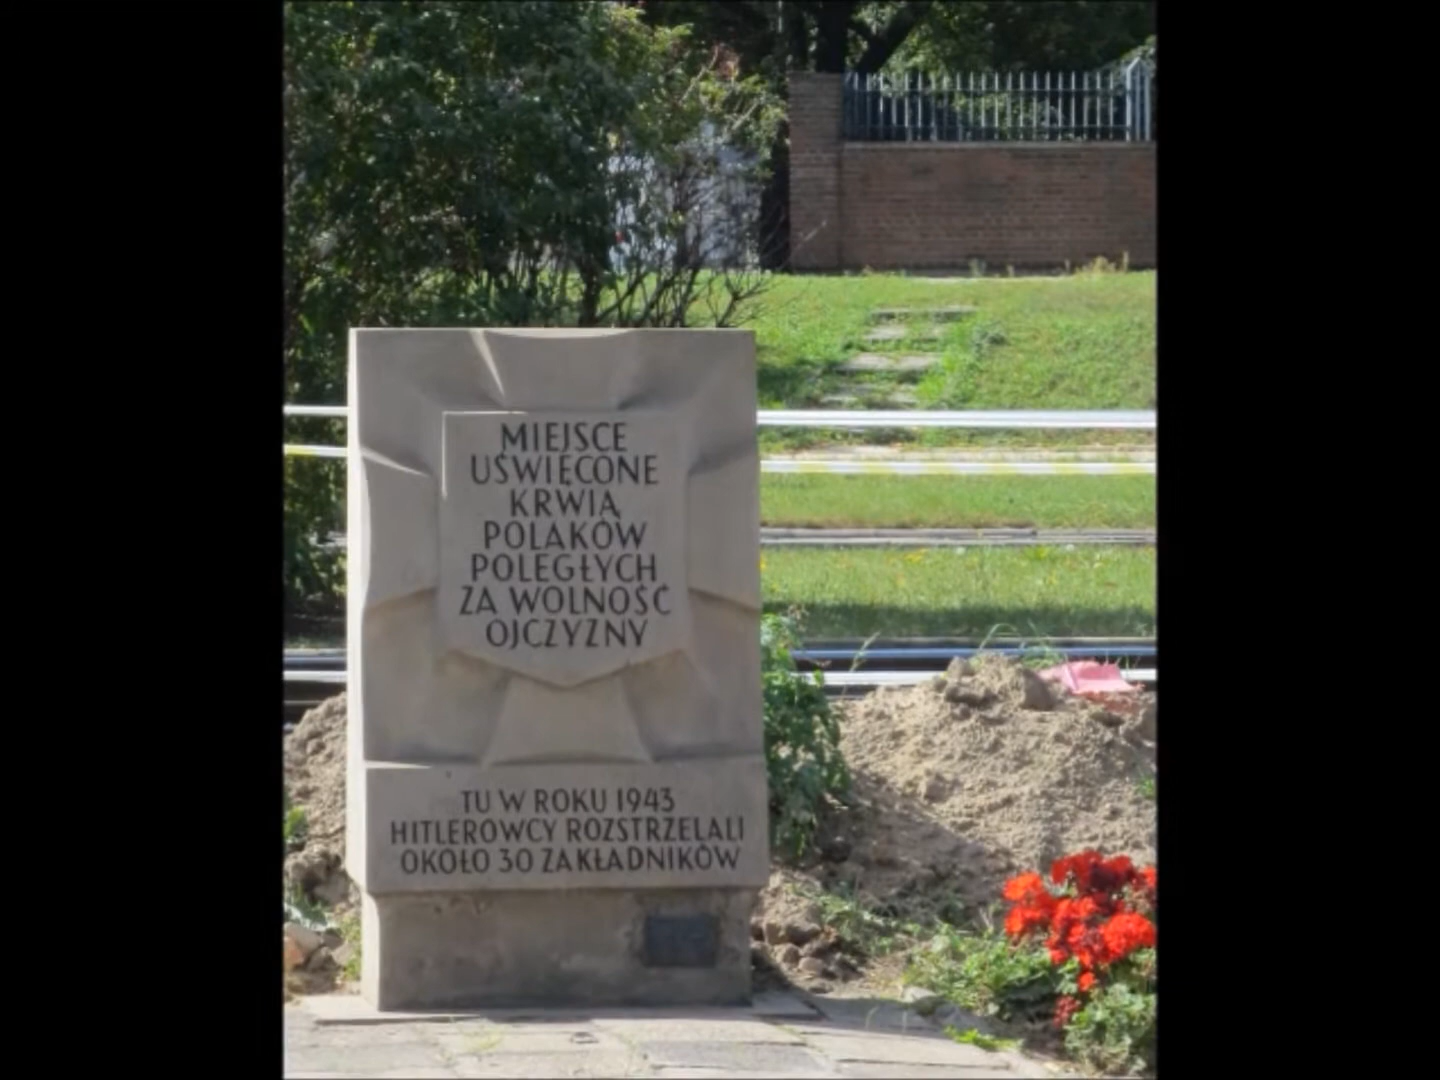 MIEJSCE
UŚWIĘCONE
KRWIĄ
POLAKÓW
POLEGŁYCH
ZA WOLNOŚĆ
OJCZYZNY
TU W ROKU 1943
HITLEROWCY ROZSTRZELALI
OKOŁO 30 ZAKŁADNIKÓW